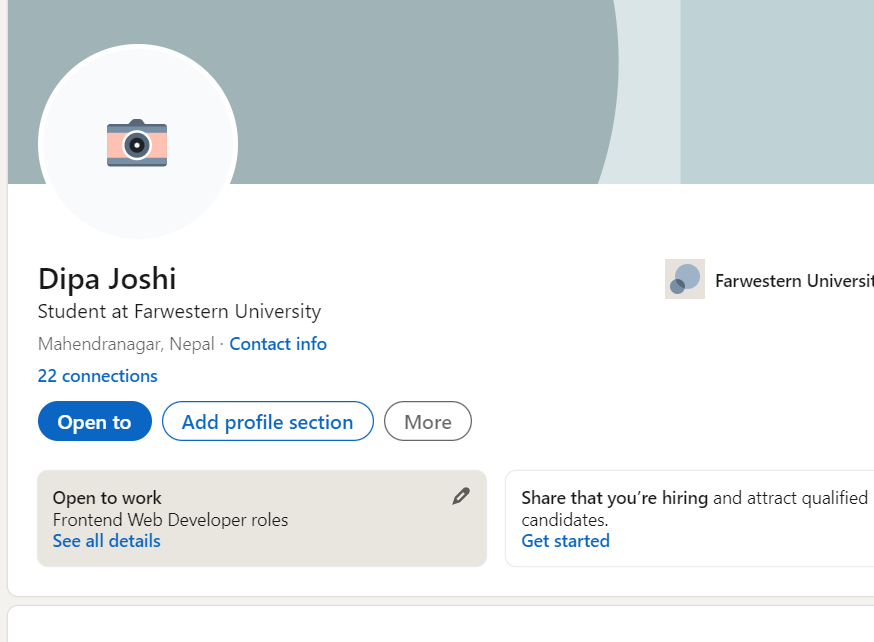 Dipa Joshi
Student at Farwestern University
Mahendranagar, Nepal · Contact info
22 connections
Farwestern Universit
Open to
Add profile section
More
Open to work
Frontend Web Developer roles
See all details
Share that you’re hiring and attract qualified
candidates.
Get started